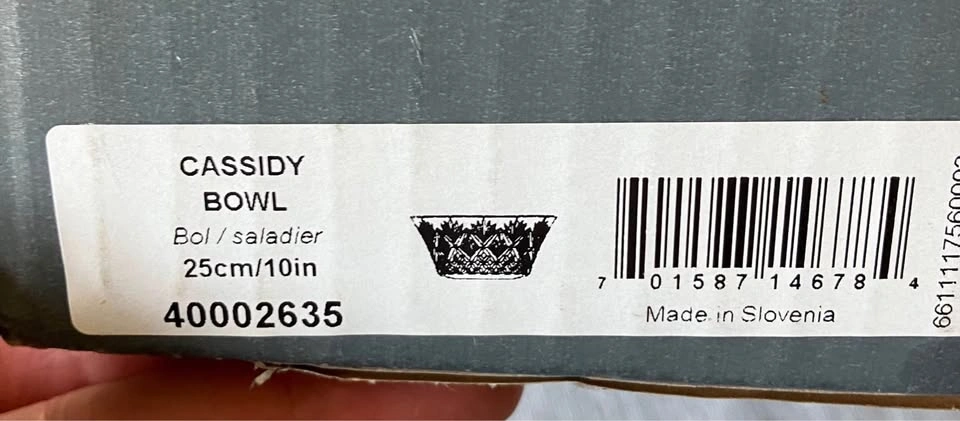 CASSIDY
BOWL
Bol / saladier
25cm/10in
40002635
7 01587 14678 4
Made in Slovenia